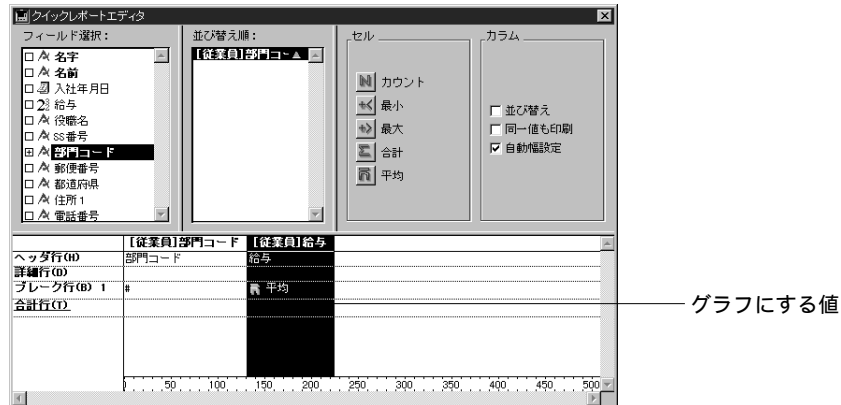 クイックレポートエディタ
フィールド選択:
名字
名前
入社年月日
給与
役職名
SS番号
部門コード
郵便番号
都道府県
住所1
電話番号
並び替え順:
[従業員]部門コー
セル
カウント
最小
最大
合計
平均
カラム
並び替え
同一値も印刷
自動幅設定
[従業員]部門コード [従業員]給与
ヘッダ行(H) 部門コード 給与
詳細行(D)
ブレーク行(B) 1 # 平均
合計行(T)
グラフにする値
0 50 100 150 200 250 300 350 400 450 500